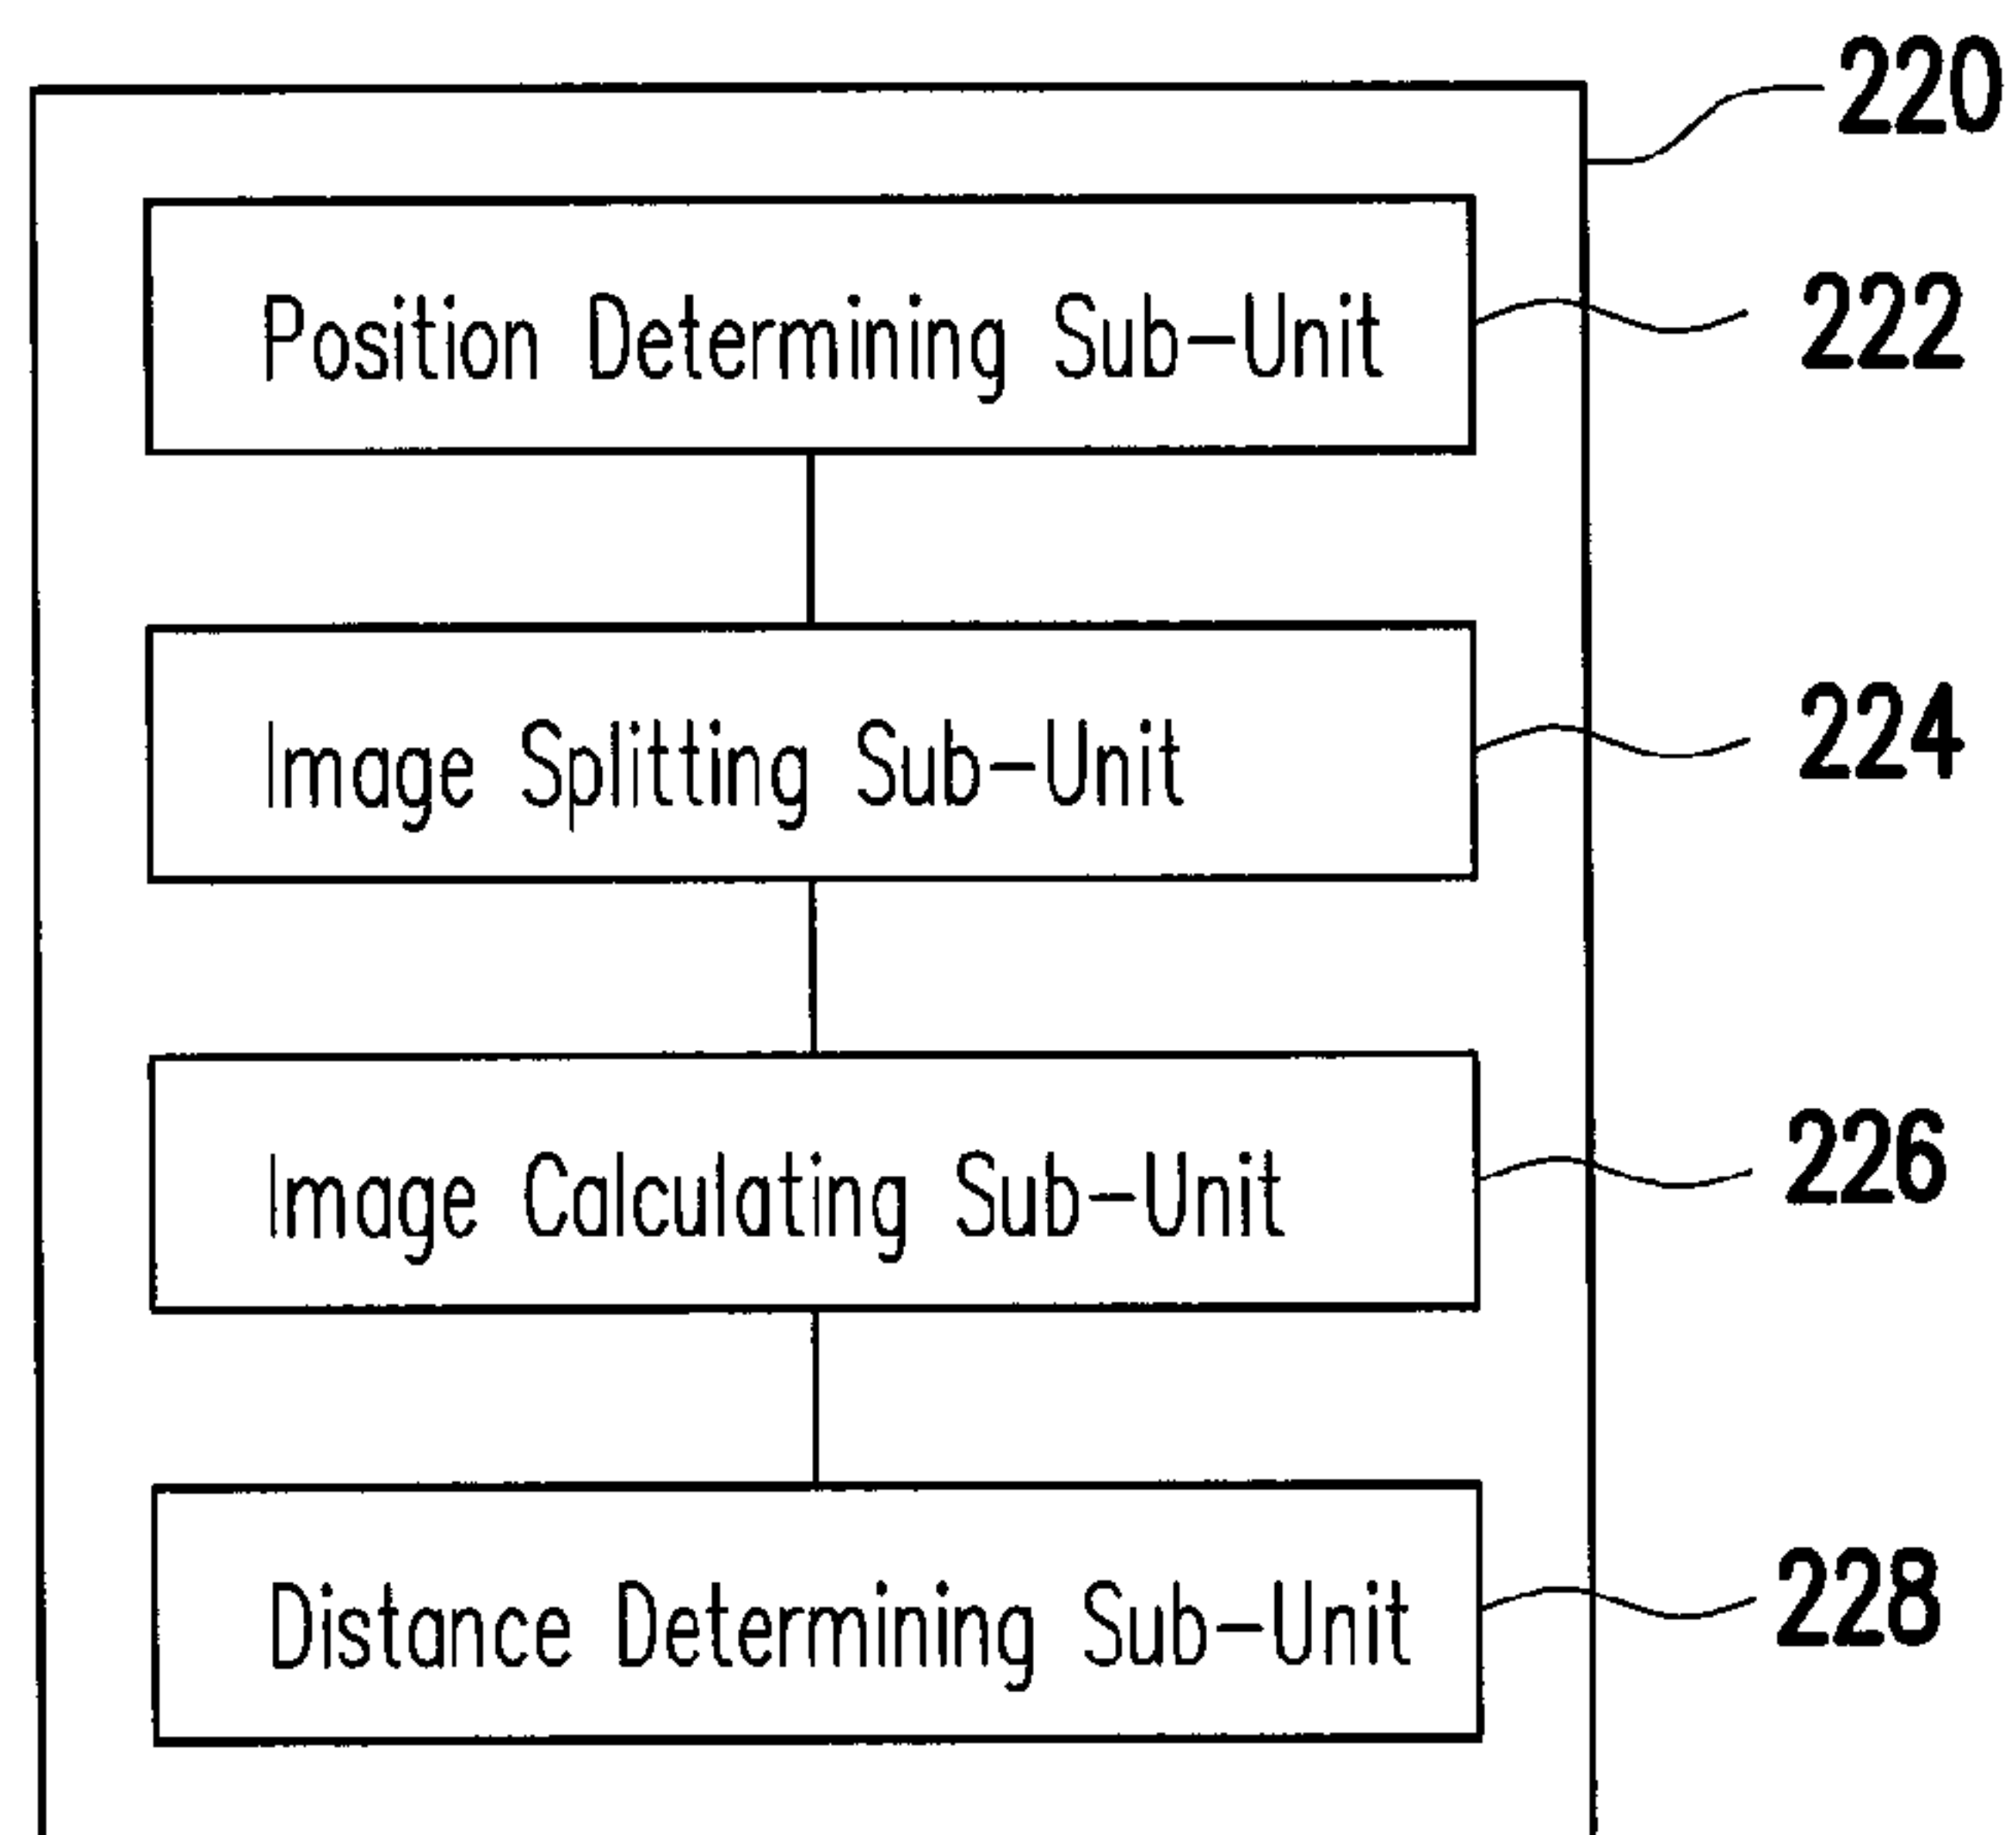 220
Position Determining Sub-Unit
222
Image Splitting Sub-Unit
224
Image Calculating Sub-Unit
226
Distance Determining Sub-Unit
228